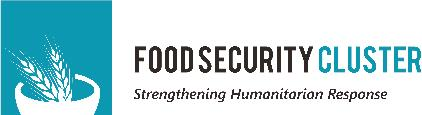 FOOD SECURITY CLUSTER
Strengthening Humanitarian Response